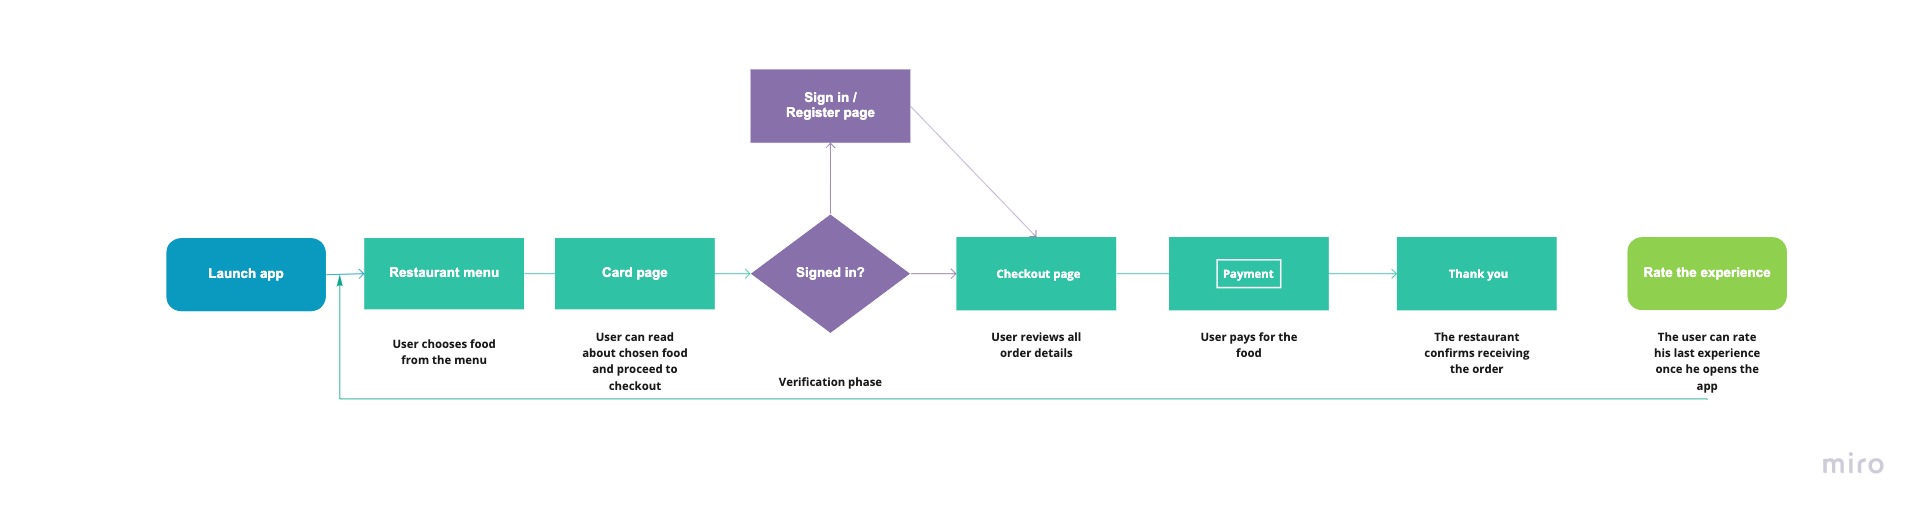 Sign in /
Register page
Launch app
Restaurant menu
Card page
Signed in?
Checkout page
Payment
Thank you
Rate the experience
User chooses food
from the menu
User can read
about chosen food
and proceed to
checkout
Verification phase
User reviews all
order details
User pays for the
food
The restaurant
confirms receiving
the order
The user can rate
his last experience
once he opens the
app
miro